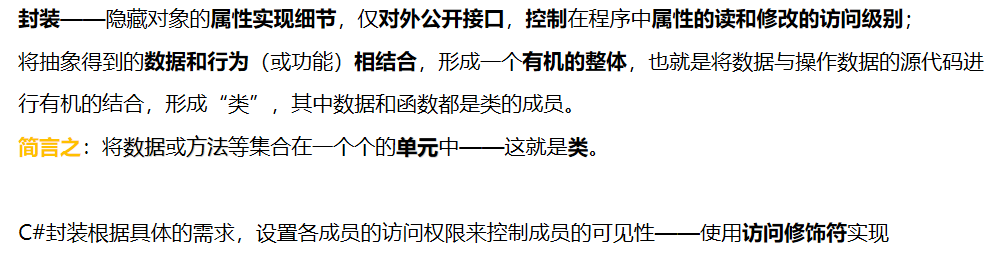 封装——隐藏对象的属性实现细节，仅对外公开接口，控制在程序中属性的读和修改的访问级别；
将抽象得到的数据和行为（或功能）相结合，形成一个有机的整体，也就是将数据与操作数据的源代码进
行有机的结合，形成“类”，其中数据和函数都是类的成员。
简言之：将数据或方法等集合在一个个的单元中——这就是类。
C#封装根据具体的需求，设置各成员的访问权限来控制成员的可见性——使用访问修饰符实现